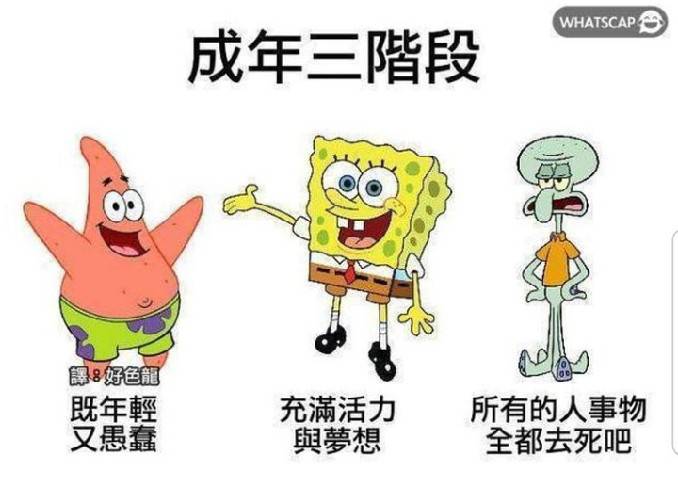 WHATSCAP
成年三階段
譯：好色龍
既年輕
又愚蠢
充滿活力
與夢想
所有的人事物
全都去死吧